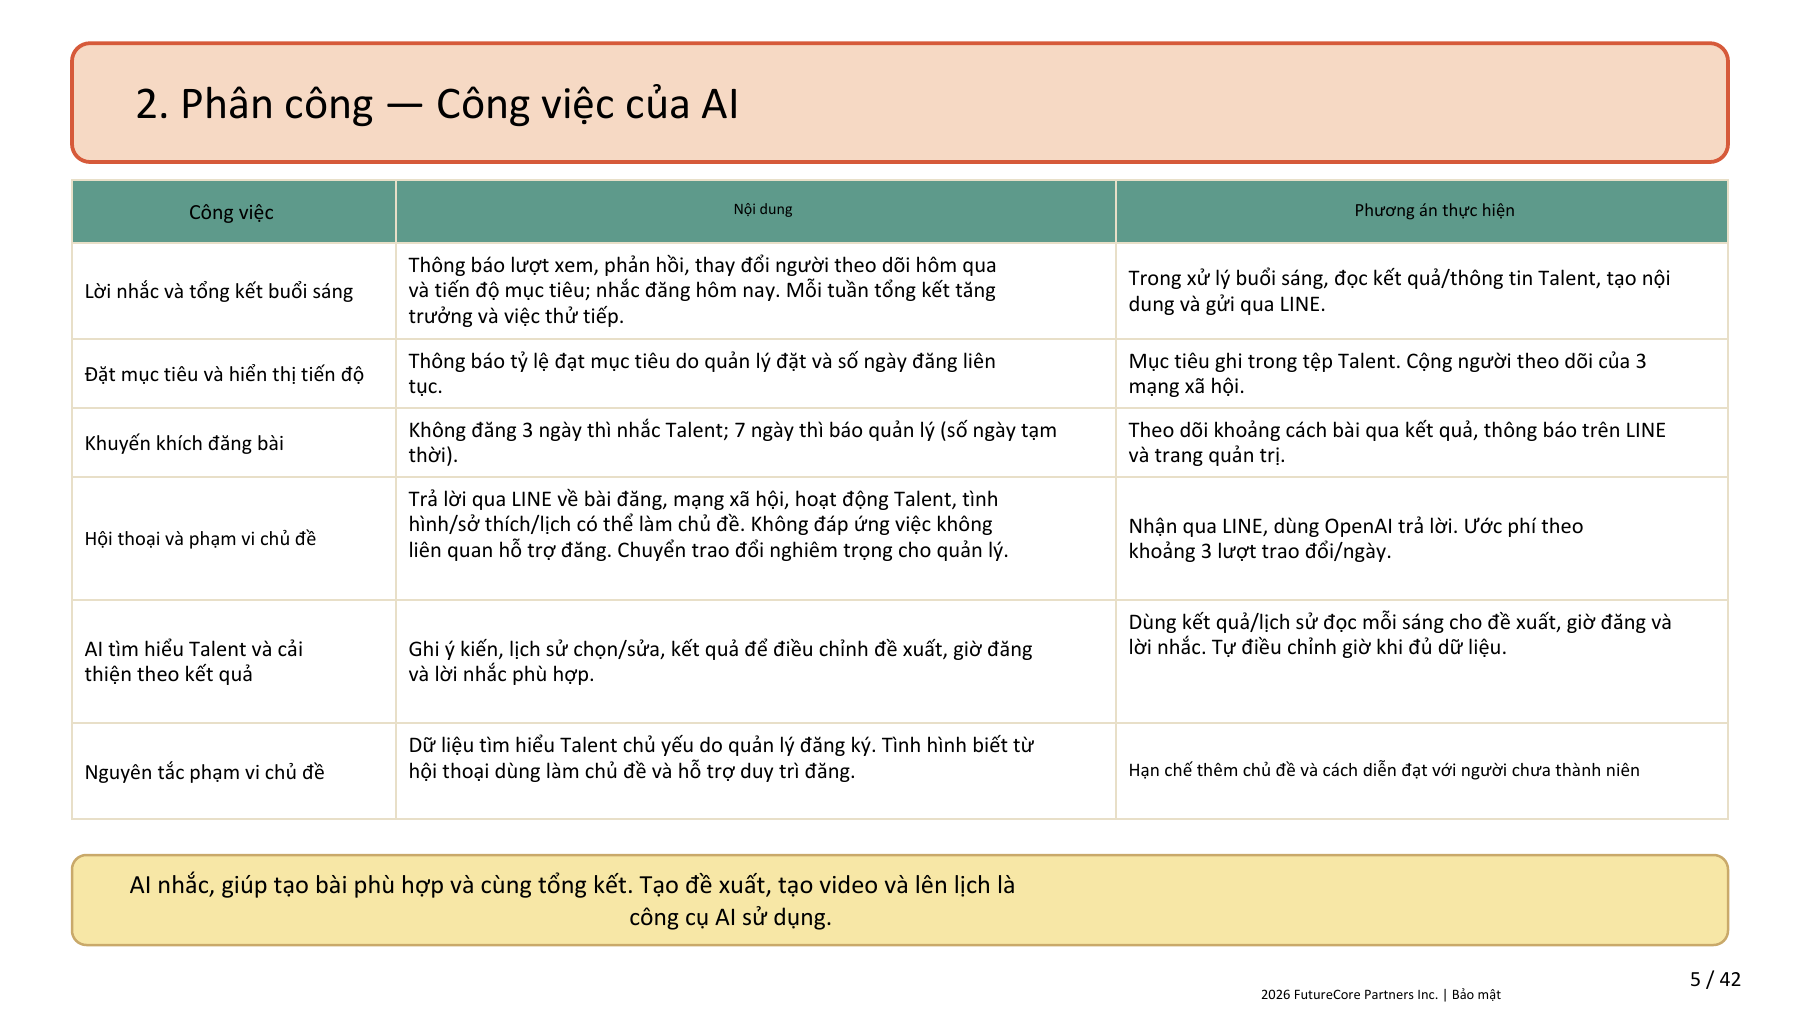 2. Phân công — Công việc của AI
Công việc
Nội dung
Phương án thực hiện
Lời nhắc và tổng kết buổi sáng
Thông báo lượt xem, phản hồi, thay đổi người theo dõi hôm qua
và tiến độ mục tiêu; nhắc đăng hôm nay. Mỗi tuần tổng kết tăng
trưởng và việc thử tiếp.
Trong xử lý buổi sáng, đọc kết quả/thông tin Talent, tạo nội
dung và gửi qua LINE.
Đặt mục tiêu và hiển thị tiến độ
Thông báo tỷ lệ đạt mục tiêu do quản lý đặt và số ngày đăng liên
tục.
Mục tiêu ghi trong tệp Talent. Cộng người theo dõi của 3
mạng xã hội.
Khuyến khích đăng bài
Không đăng 3 ngày thì nhắc Talent; 7 ngày thì báo quản lý (số ngày tạm
thời).
Theo dõi khoảng cách bài qua kết quả, thông báo trên LINE
và trang quản trị.
Hội thoại và phạm vi chủ đề
Trả lời qua LINE về bài đăng, mạng xã hội, hoạt động Talent, tình
hình/sở thích/lịch có thể làm chủ đề. Không đáp ứng việc không
liên quan hỗ trợ đăng. Chuyển trao đổi nghiêm trọng cho quản lý.
Nhận qua LINE, dùng OpenAI trả lời. Ước phí theo
khoảng 3 lượt trao đổi/ngày.
AI tìm hiểu Talent và cải
thiện theo kết quả
Ghi ý kiến, lịch sử chọn/sửa, kết quả để điều chỉnh đề xuất, giờ đăng
và lời nhắc phù hợp.
Dùng kết quả/lịch sử đọc mỗi sáng cho đề xuất, giờ đăng và
lời nhắc. Tự điều chỉnh giờ khi đủ dữ liệu.
Nguyên tắc phạm vi chủ đề
Dữ liệu tìm hiểu Talent chủ yếu do quản lý đăng ký. Tình hình biết từ
hội thoại dùng làm chủ đề và hỗ trợ duy trì đăng.
Hạn chế thêm chủ đề và cách diễn đạt với người chưa thành niên
AI nhắc, giúp tạo bài phù hợp và cùng tổng kết. Tạo đề xuất, tạo video và lên lịch là
công cụ AI sử dụng.
5 / 42
2026 FutureCore Partners Inc. | Bảo mật